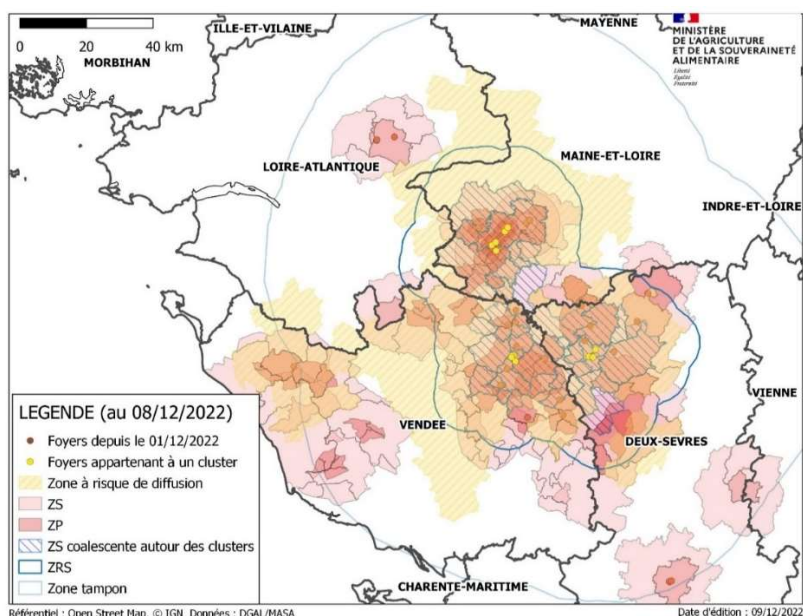 0 20 40 km
ILLE-ET-VILAINE
MAYENNE
MORBIHAN
MINISTÈRE
DE L'AGRICULTURE
ET DE LA SOUVERAINETÉ
ALIMENTAIRE
Liberté
Égalité
Fraternité
LOIRE-ATLANTIQUE
MAINE-ET-LOIRE
INDRE-ET-LOIRE
VIENNE
VENDEE
DEUX-SEVRES
CHARENTE-MARITIME
LEGENDE (au 08/12/2022)
Foyers depuis le 01/12/2022
Foyers appartenant à un cluster
Zone à risque de diffusion
ZS
ZP
ZS coalescente autour des clusters
ZRS
Zone tampon
Référentiel : Open Street Map, © IGN Données : DGAL/MASA
Date d'édition : 09/12/2022